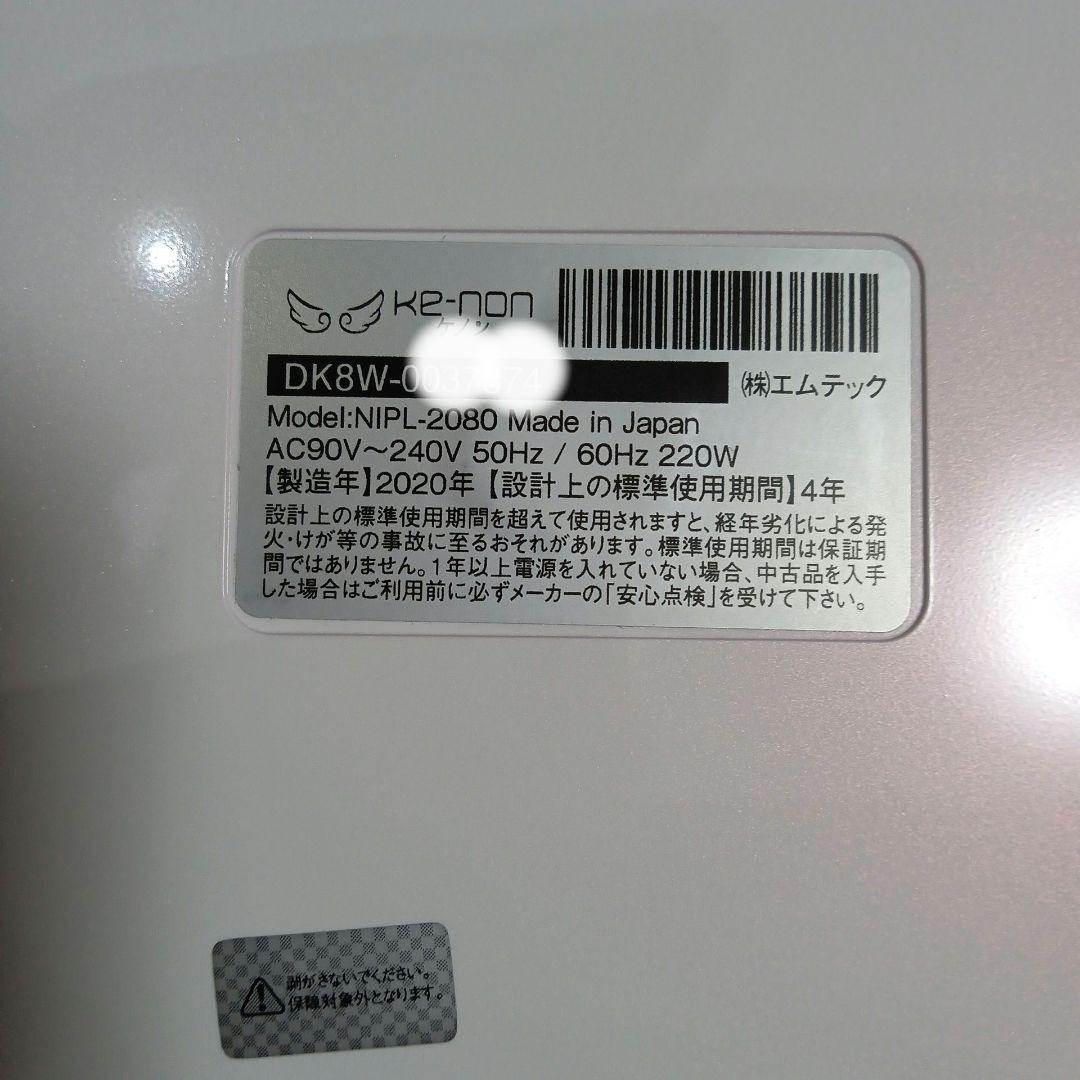 ke-non
ケノン
DK8W-
(株)エムテック
Model:NIPL-2080 Made in Japan
AC90V～240V 50Hz / 60Hz 220W
【製造年】2020年【設計上の標準使用期間】4年
設計上の標準使用期間を超えて使用されますと、経年劣化による発
火・けが等の事故に至るおそれがあります。標準使用期間は保証期
間ではありません。1年以上電源を入れていない場合、中古品を入手
した場合はご利用前に必ずメーカーの「安心点検」を受けて下さい。
剥がさないでください。
保障対象外となります。